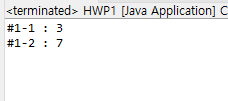 <terminated> HWP1 [Java Application] C
#1-1 : 3
#1-2 : 7